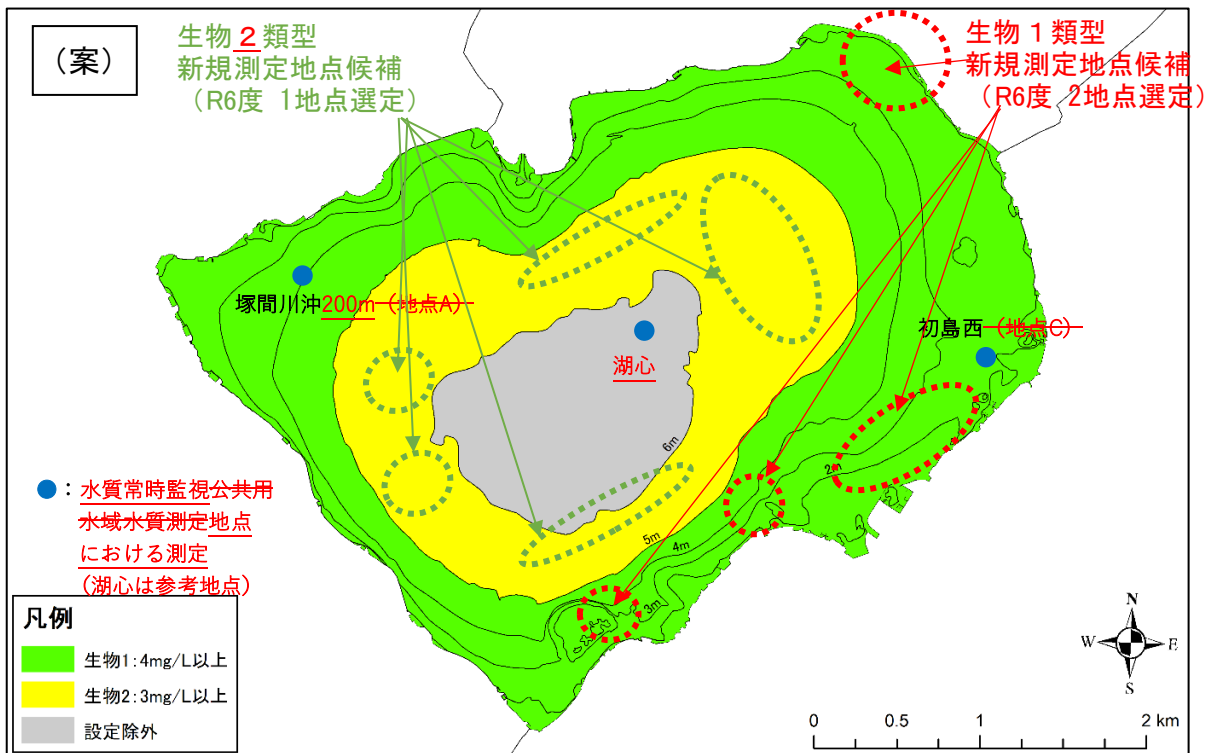 （案）
生物２類型
新規測定地点候補
（R6度 1地点選定）
生物１類型
新規測定地点候補
（R6度 2地点選定）
塚間川沖200m（地点A）
初島西（地点C）
湖心
6m
2m
5m
4m
3m
：水質常時監視公共用
水域水質測定地点
における測定
(湖心は参考地点)
凡例
生物1：4mg/L以上
生物2：3mg/L以上
設定除外
N
W
E
S
0 0.5 1 2 km